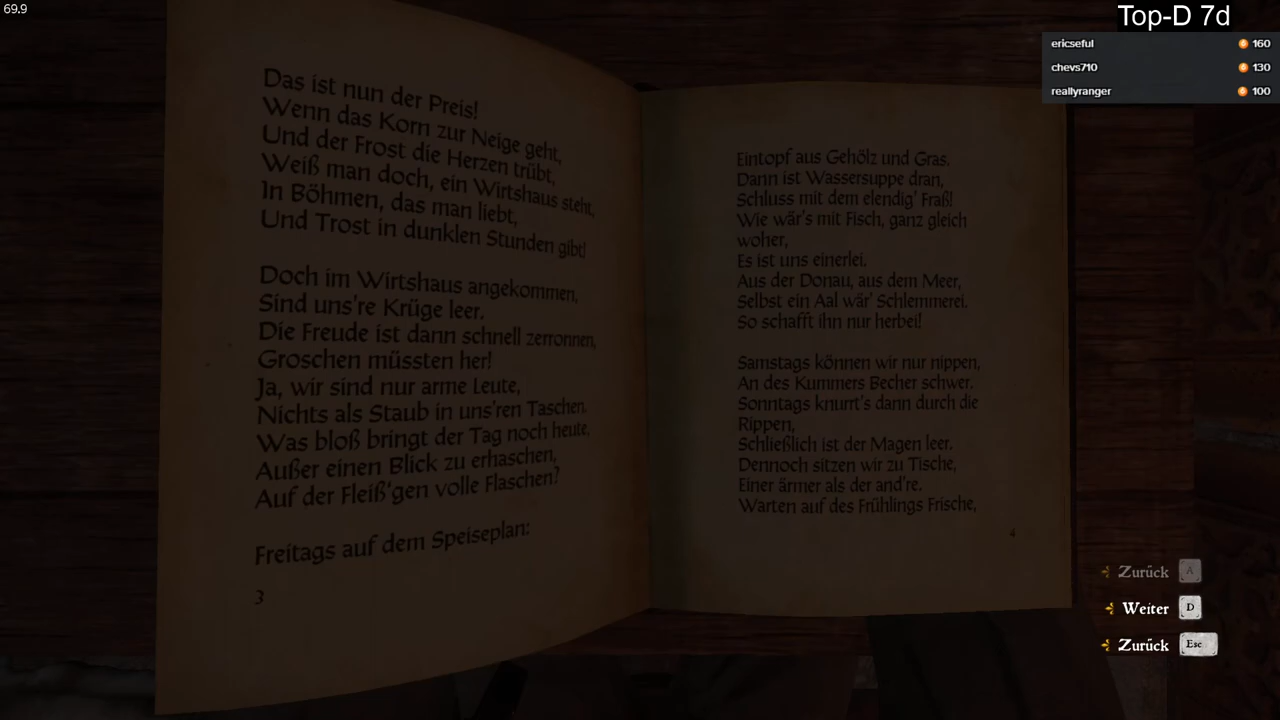 69.9
Top-D 7d
ericseful 160
chevs710 130
reallyranger 100
Das ist nun der Preis!
Wenn das Korn zur Neige geht,
Und der Frost die Herzen trübt,
Weiß man doch, ein Wirtshaus steht,
In Böhmen, das man liebt,
Und Trost in dunklen Stunden gibt!
Doch im Wirtshaus angekommen,
Sind uns're Krüge leer.
Die Freude ist dann schnell zerronnen,
Groschen müssten her!
Ja, wir sind nur arme Leute,
Nichts als Staub in uns'ren Taschen.
Was bloß bringt der Tag noch heute,
Außer einen Blick zu erhaschen,
Auf der Fleiß'gen volle Flaschen?
Freitags auf dem Speiseplan:
3
Eintopf aus Gehölz und Gras.
Dann ist Wassersuppe dran,
Schluss mit dem elendig' Fraß!
Wie wär's mit Fisch, ganz gleich
woher,
Es ist uns einerlei.
Aus der Donau, aus dem Meer,
Selbst ein Aal wär' Schlemmerei.
So schafft ihn nur herbei!
Samstags können wir nur nippen,
An des Kummers Becher schwer.
Sonntags knurrt's dann durch die
Rippen,
Schließlich ist der Magen leer.
Dennoch sitzen wir zu Tische,
Einer ärmer als der and're.
Warten auf des Frühlings Frische,
4
Zurück A
Weiter D
Zurück Esc